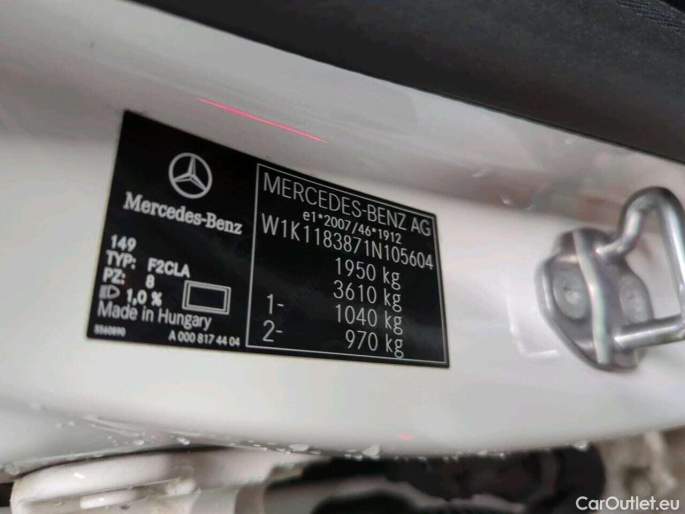 Mercedes-Benz
149
TYP: F2CLA
PZ: 8
1,0 %
Made in Hungary
5560890
A 000 817 44 04
MERCEDES-BENZ AG
e1*2007/46*1912
W1K1183871N105604
1950 kg
3610 kg
1- 1040 kg
2- 970 kg
CarOutlet.eu